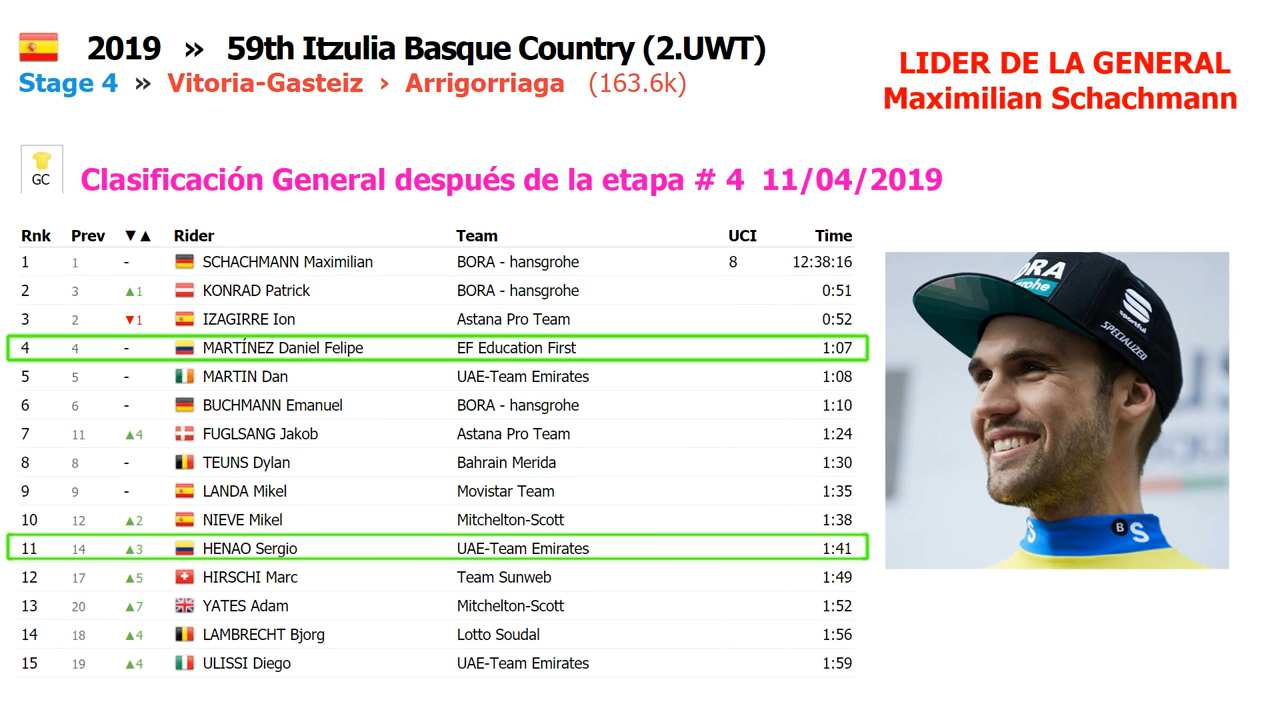 2019 » 59th Itzulia Basque Country (2.UWT)
Stage 4 » Vitoria-Gasteiz › Arrigorriaga (163.6k)
LIDER DE LA GENERAL
Maximilian Schachmann
GC
Clasificación General después de la etapa # 4 11/04/2019
Rnk Prev ▼▲ Rider Team UCI Time
1 1 - SCHACHMANN Maximilian BORA - hansgrohe 8 12:38:16
2 3 ▲1 KONRAD Patrick BORA - hansgrohe 0:51
3 2 ▼1 IZAGIRRE Ion Astana Pro Team 0:52
4 4 - MARTÍNEZ Daniel Felipe EF Education First 1:07
5 5 - MARTIN Dan UAE-Team Emirates 1:08
6 6 - BUCHMANN Emanuel BORA - hansgrohe 1:10
7 11 ▲4 FUGLSANG Jakob Astana Pro Team 1:24
8 8 - TEUNS Dylan Bahrain Merida 1:30
9 9 - LANDA Mikel Movistar Team 1:35
10 12 ▲2 NIEVE Mikel Mitchelton-Scott 1:38
11 14 ▲3 HENAO Sergio UAE-Team Emirates 1:41
12 17 ▲5 HIRSCHI Marc Team Sunweb 1:49
13 20 ▲7 YATES Adam Mitchelton-Scott 1:52
14 18 ▲4 LAMBRECHT Bjorg Lotto Soudal 1:56
15 19 ▲4 ULISSI Diego UAE-Team Emirates 1:59
sportful
SPECIALIZED
S B S